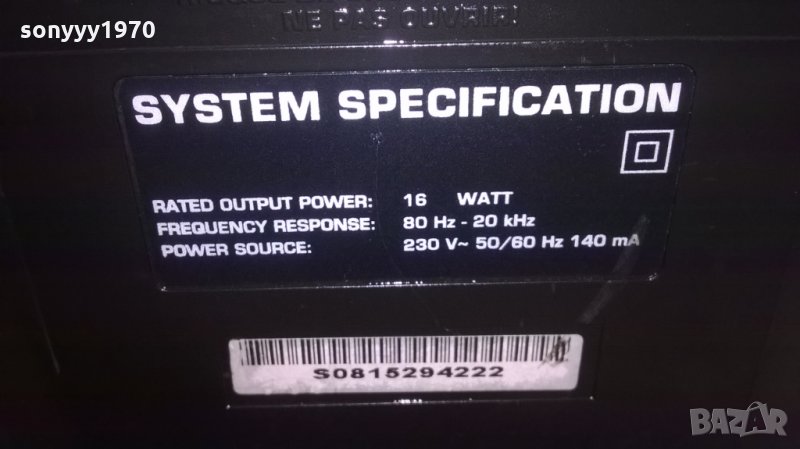 sonyyy1970
NE PAS OUVRIR!
SYSTEM SPECIFICATION
RATED OUTPUT POWER: 16 WATT
FREQUENCY RESPONSE: 80 Hz - 20 kHz
POWER SOURCE: 230 V~ 50/60 Hz 140 mA
S0815294222
BAZAR